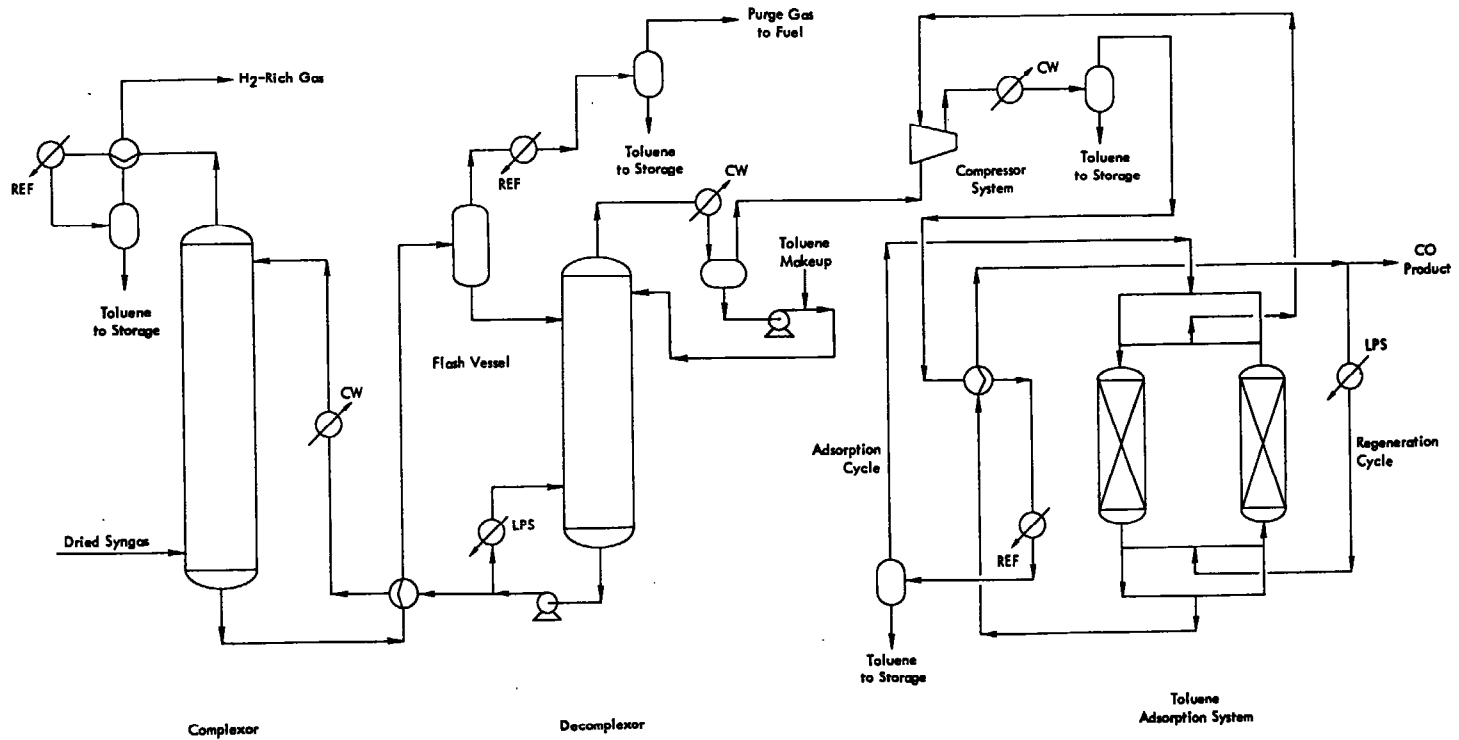 Purge Gas
to Fuel
H2-Rich Gas
REF
Toluene
to Storage
REF
Toluene
to Storage
CW
Toluene
Makeup
CW
Compressor
System
Toluene
to Storage
CO
Product
Flash Vessel
CW
LPS
Dried Syngas
LPS
Adsorption
Cycle
Regeneration
Cycle
REF
Toluene
to Storage
Complexor
Decomplexor
Toluene
Adsorption System